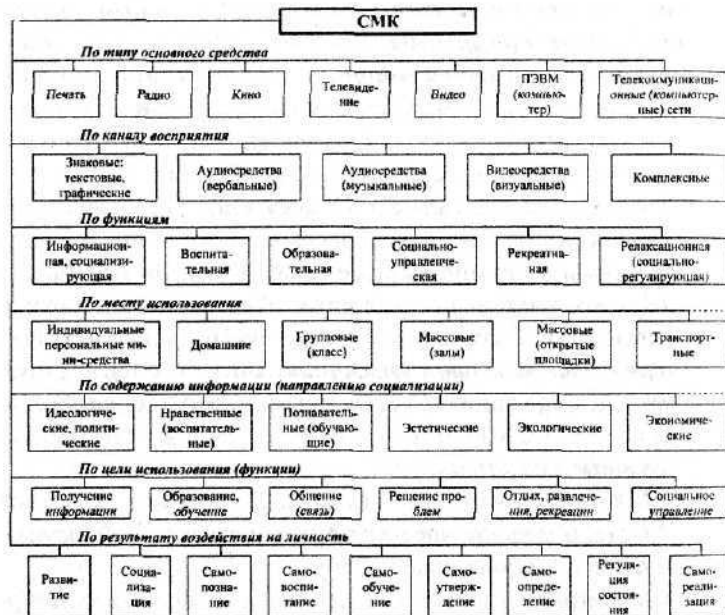 СМК
По типу основного средства
Печать
Радио
Кино
Телевиде-
ние
Видео
ПЭВМ
(компью-
тер)
Телекоммуникаци-
онные (компьютер-
ные) сети
По каналу восприятия
Знаковые:
текстовые,
графические
Аудиосредства
(вербальные)
Аудиосредства
(музыкальные)
Видеосредства
(визуальные)
Комплексные
По функциям
Информацион-
ная, социализи-
рующая
Воспита-
тельная
Образова-
тельная
Социально-
управленче-
ская
Рекреатив-
ная
Релаксационная
(социально-
регулирующая)
По месту использования
Индивидуальные
персональные ми-
ни-средства
Домашние
Групповые
(класс)
Массовые
(залы)
Массовые
(открытые
площадки)
Транспорт-
ные
По содержанию информации (направлению социализации)
Идеологиче-
ские, полити-
ческие
Нравственные
(воспитатель-
ные)
Познаватель-
ные (обучаю-
щие)
Эстетические
Экологические
Экономиче-
ские
По цели использования (функции)
Получение
информации
Образование,
обучение
Общение
(связь)
Решение про-
блем
Отдых, развлече-
ния, рекреации
Социальное
управление
По результату воздействия на личность
Разви-
тие
Социа-
лиза-
ция
Само-
позна-
ние
Само-
воспи-
тание
Само-
обуче-
ние
Само-
утверж-
дение
Само-
опреде-
ление
Регу-
ляция
состоя-
ния
Само-
реали-
зация